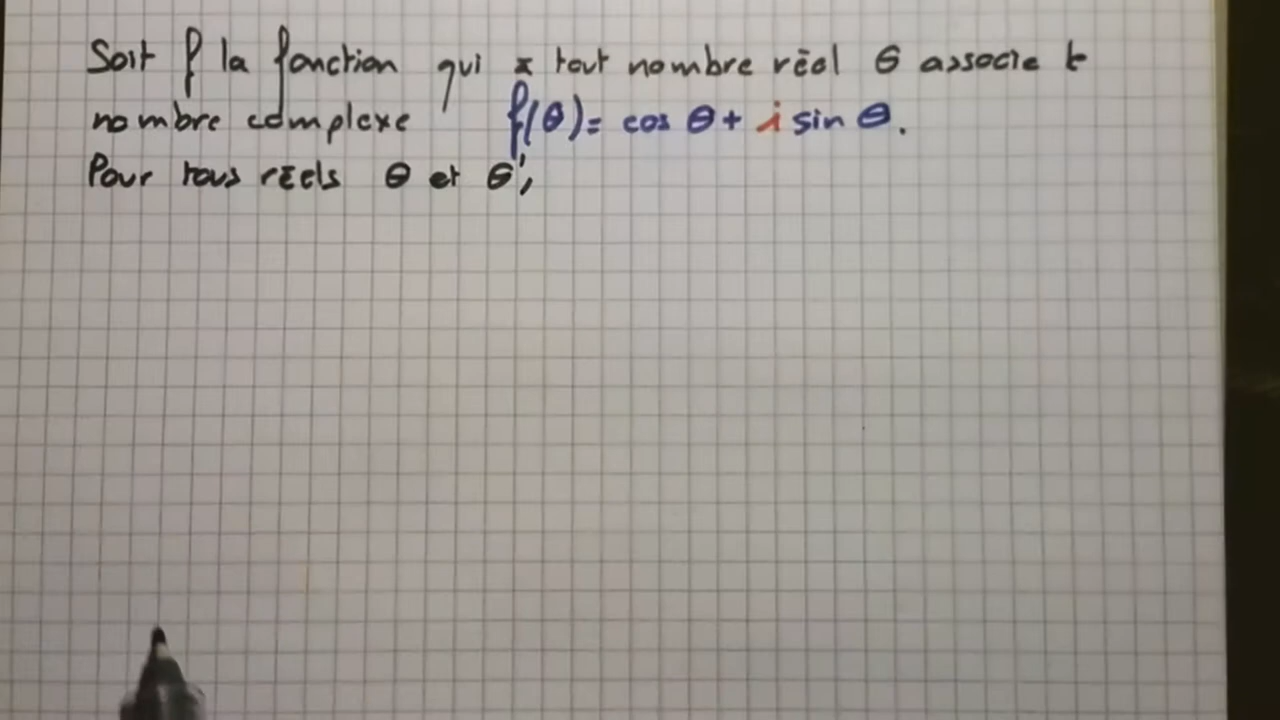 Soit f la fonction qui à tout nombre réel θ associe le
nombre complexe f(θ) = cos θ + i sin θ.
Pour tous réels θ et θ',